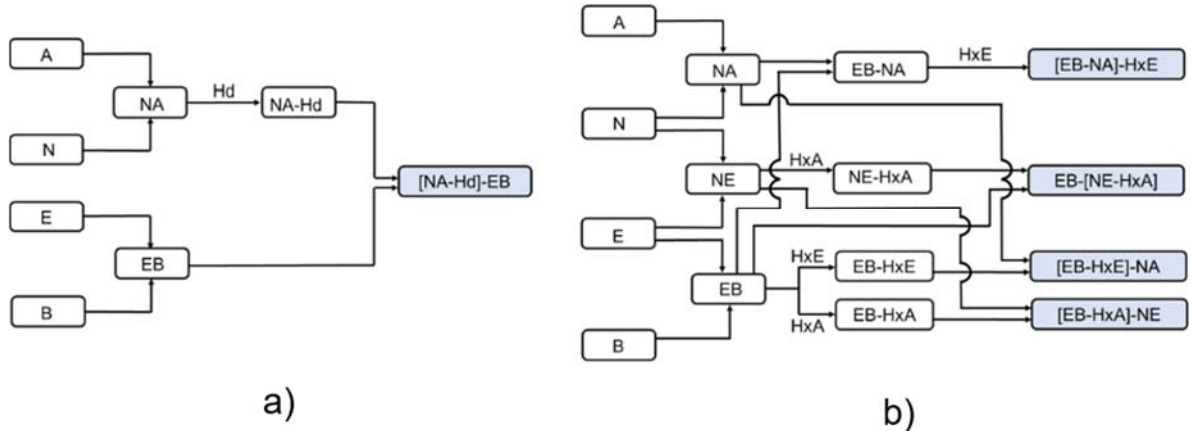 A
NA
Hd
NA-Hd
N
[NA-Hd]-EB
E
EB
B
a)
A
NA
EB-NA
HxE
[EB-NA]-HxE
N
NE
HxA
NE-HxA
EB-[NE-HxA]
E
EB
HxE
EB-HxE
[EB-HxE]-NA
HxA
EB-HxA
[EB-HxA]-NE
B
b)